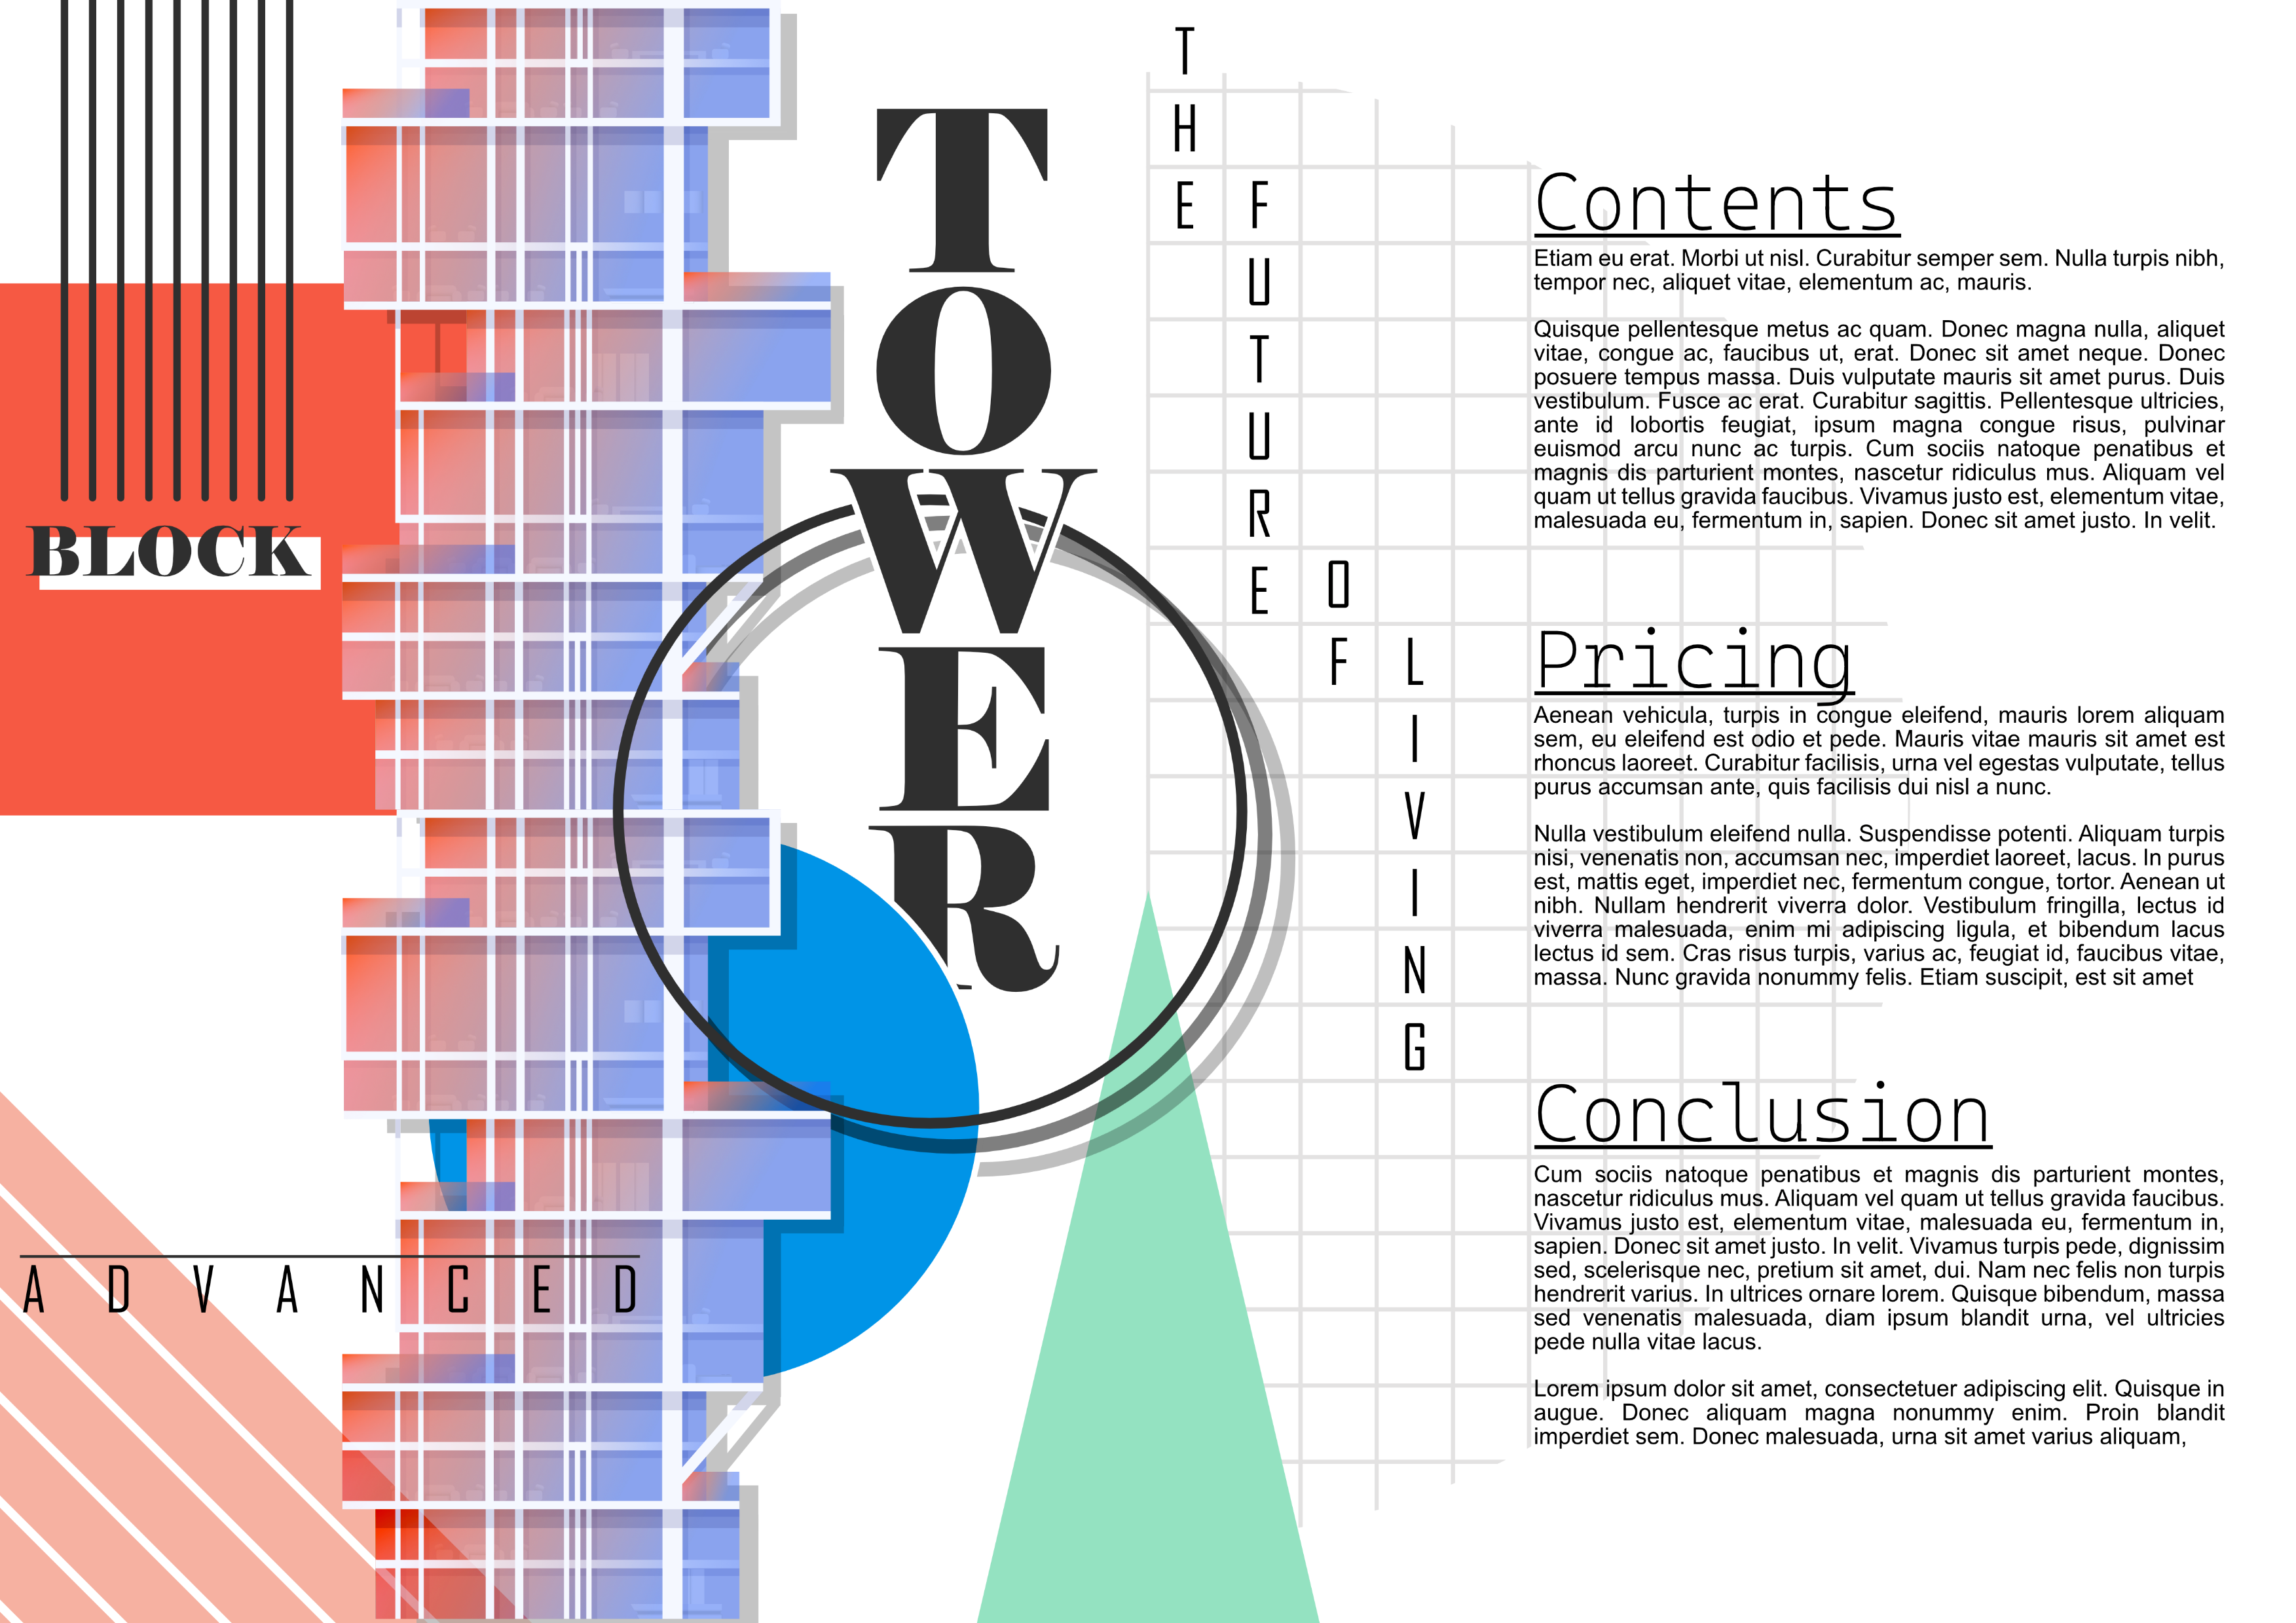 BLOCK
TOWER
ADVANCED
THE
FUTURE
OF
LIVING
Contents
Etiam eu erat. Morbi ut nisl. Curabitur semper sem. Nulla turpis nibh,
tempor nec, aliquet vitae, elementum ac, mauris.
Quisque pellentesque metus ac quam. Donec magna nulla, aliquet
vitae, congue ac, faucibus ut, erat. Donec sit amet neque. Donec
posuere tempus massa. Duis vulputate mauris sit amet purus. Duis
vestibulum. Fusce ac erat. Curabitur sagittis. Pellentesque ultricies,
ante id lobortis feugiat, ipsum magna congue risus, pulvinar
euismod arcu nunc ac turpis. Cum sociis natoque penatibus et
magnis dis parturient montes, nascetur ridiculus mus. Aliquam vel
quam ut tellus gravida faucibus. Vivamus justo est, elementum vitae,
malesuada eu, fermentum in, sapien. Donec sit amet justo. In velit.
Pricing
Aenean vehicula, turpis in congue eleifend, mauris lorem aliquam
sem, eu eleifend est odio et pede. Mauris vitae mauris sit amet est
rhoncus laoreet. Curabitur facilisis, urna vel egestas vulputate, tellus
purus accumsan ante, quis facilisis dui nisl a nunc.
Nulla vestibulum eleifend nulla. Suspendisse potenti. Aliquam turpis
nisi, venenatis non, accumsan nec, imperdiet laoreet, lacus. In purus
est, mattis eget, imperdiet nec, fermentum congue, tortor. Aenean ut
nibh. Nullam hendrerit viverra dolor. Vestibulum fringilla, lectus id
viverra malesuada, enim mi adipiscing ligula, et bibendum lacus
lectus id sem. Cras risus turpis, varius ac, feugiat id, faucibus vitae,
massa. Nunc gravida nonummy felis. Etiam suscipit, est sit amet
Conclusion
Cum sociis natoque penatibus et magnis dis parturient montes,
nascetur ridiculus mus. Aliquam vel quam ut tellus gravida faucibus.
Vivamus justo est, elementum vitae, malesuada eu, fermentum in,
sapien. Donec sit amet justo. In velit. Vivamus turpis pede, dignissim
sed, scelerisque nec, pretium sit amet, dui. Nam nec felis non turpis
hendrerit varius. In ultrices ornare lorem. Quisque bibendum, massa
sed venenatis malesuada, diam ipsum blandit urna, vel ultricies
pede nulla vitae lacus.
Lorem ipsum dolor sit amet, consectetuer adipiscing elit. Quisque in
augue. Donec aliquam magna nonummy enim. Proin blandit
imperdiet sem. Donec malesuada, urna sit amet varius aliquam,